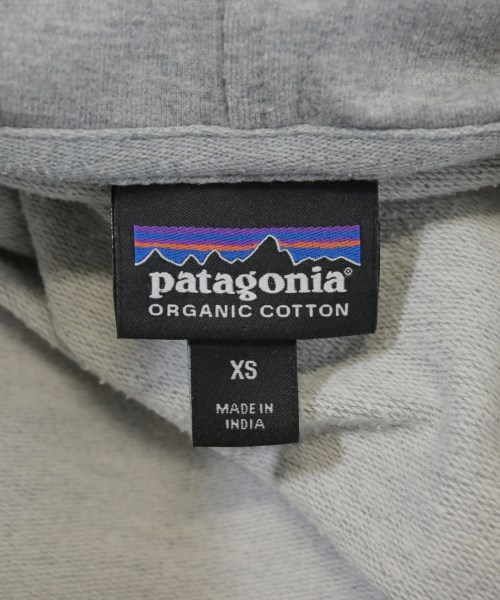 patagonia®
ORGANIC COTTON
XS
MADE IN
INDIA